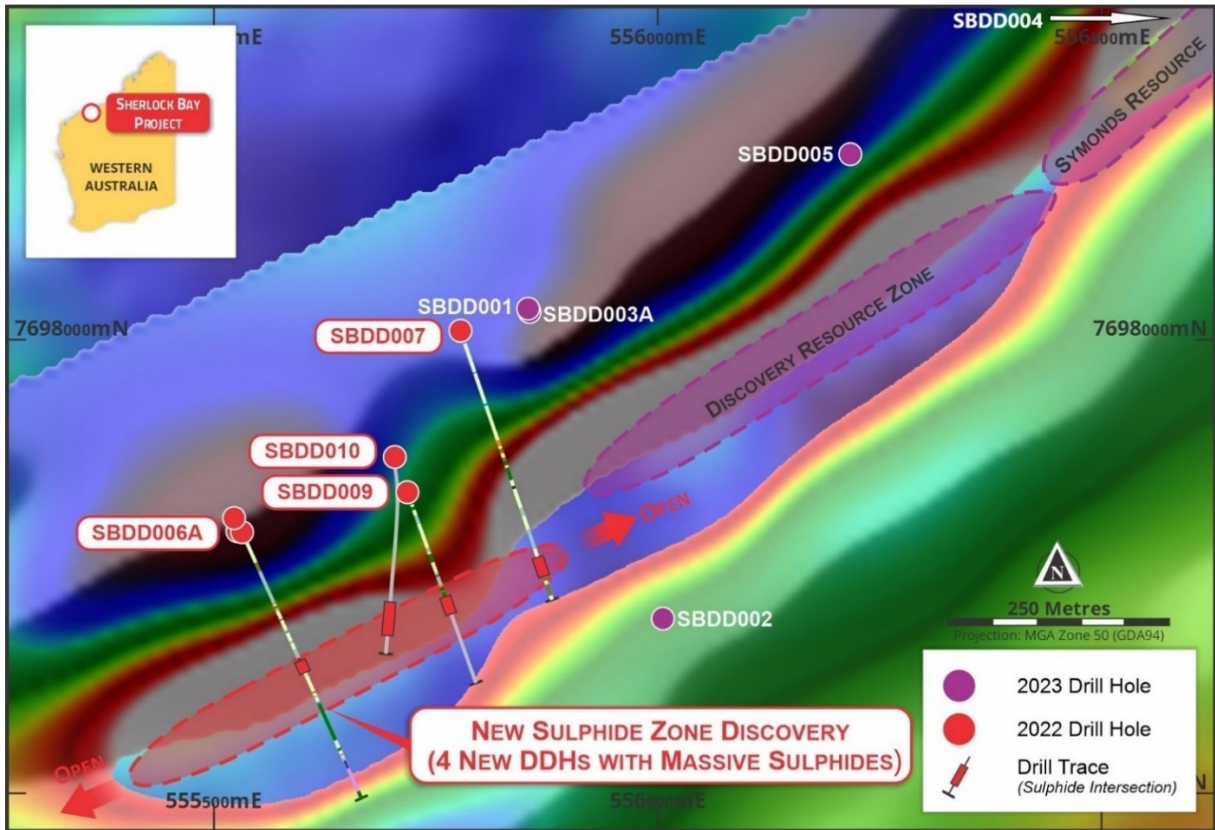 SBDD004
mE
556000mE
556500mE
SHERLOCK BAY
PROJECT
WESTERN
AUSTRALIA
SYMONDS RESOURCE
SBDD005
SBDD001
SBDD003A
7698000mN
7698000mN
SBDD007
DISCOVERY RESOURCE ZONE
SBDD010
SBDD009
OPEN
SBDD006A
N
250 Metres
Projection: MGA Zone 50 (GDA94)
SBDD002
NEW SULPHIDE ZONE DISCOVERY
(4 NEW DDHS WITH MASSIVE SULPHIDES)
2023 Drill Hole
2022 Drill Hole
Drill Trace
(Sulphide Intersection)
OPEN
555500mE
556000mE
N